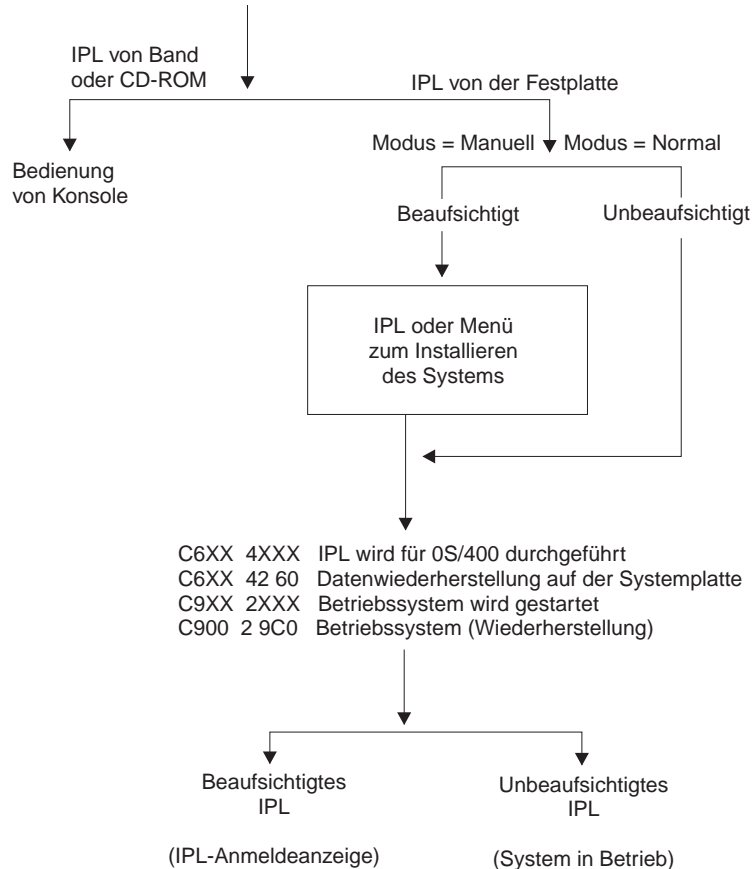 IPL von Band
oder CD-ROM
IPL von der Festplatte
Modus = Manuell
Modus = Normal
Bedienung
von Konsole
Beaufsichtigt
Unbeaufsichtigt
IPL oder Menü
zum Installieren
des Systems
C6XX 4XXX IPL wird für 0S/400 durchgeführt
C6XX 42 60 Datenwiederherstellung auf der Systemplatte
C9XX 2XXX Betriebssystem wird gestartet
C900 2 9C0 Betriebssystem (Wiederherstellung)
Beaufsichtigtes
IPL
(IPL-Anmeldeanzeige)
Unbeaufsichtigtes
IPL
(System in Betrieb)